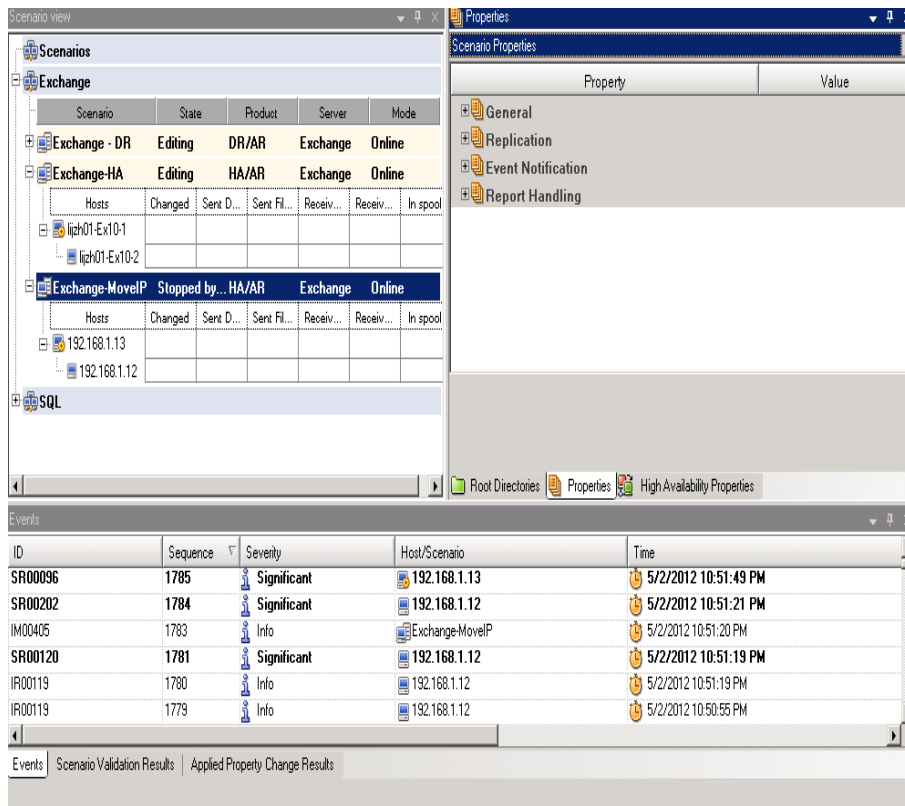 Scenario view
Scenarios
Exchange
Scenario State Product Server Mode
Exchange - DR Editing DR/AR Exchange Online
Exchange-HA Editing HA/AR Exchange Online
Hosts Changed Sent D... Sent Fil... Receiv... Receiv... In spool
lijzh01-Ex10-1
lijzh01-Ex10-2
Exchange-MoveIP Stopped by... HA/AR Exchange Online
Hosts Changed Sent D... Sent Fil... Receiv... Receiv... In spool
192.168.1.13
192.168.1.12
SQL
Properties
Scenario Properties
Property Value
General
Replication
Event Notification
Report Handling
Root Directories Properties High Availability Properties
Events
ID Sequence Severity Host/Scenario Time
SR00096 1785 Significant 192.168.1.13 5/2/2012 10:51:49 PM
SR00202 1784 Significant 192.168.1.12 5/2/2012 10:51:21 PM
IM00405 1783 Info Exchange-MoveIP 5/2/2012 10:51:20 PM
SR00120 1781 Significant 192.168.1.12 5/2/2012 10:51:19 PM
IR00119 1780 Info 192.168.1.12 5/2/2012 10:51:19 PM
IR00119 1779 Info 192.168.1.12 5/2/2012 10:50:55 PM
Events Scenario Validation Results Applied Property Change Results